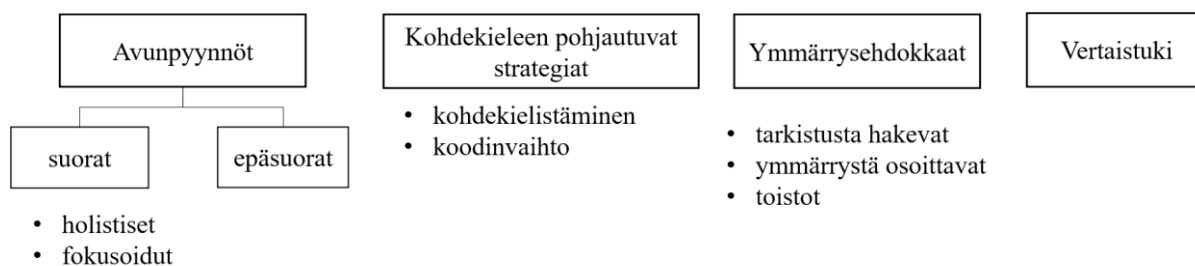 Avunpyynnöt
suorat
epäsuorat
• holistiset
• fokusoidut
Kohdekieleen pohjautuvat
strategiat
• kohdekielistäminen
• koodinvaihto
Ymmärrysehdokkaat
• tarkistusta hakevat
• ymmärrystä osoittavat
• toistot
Vertaistuki